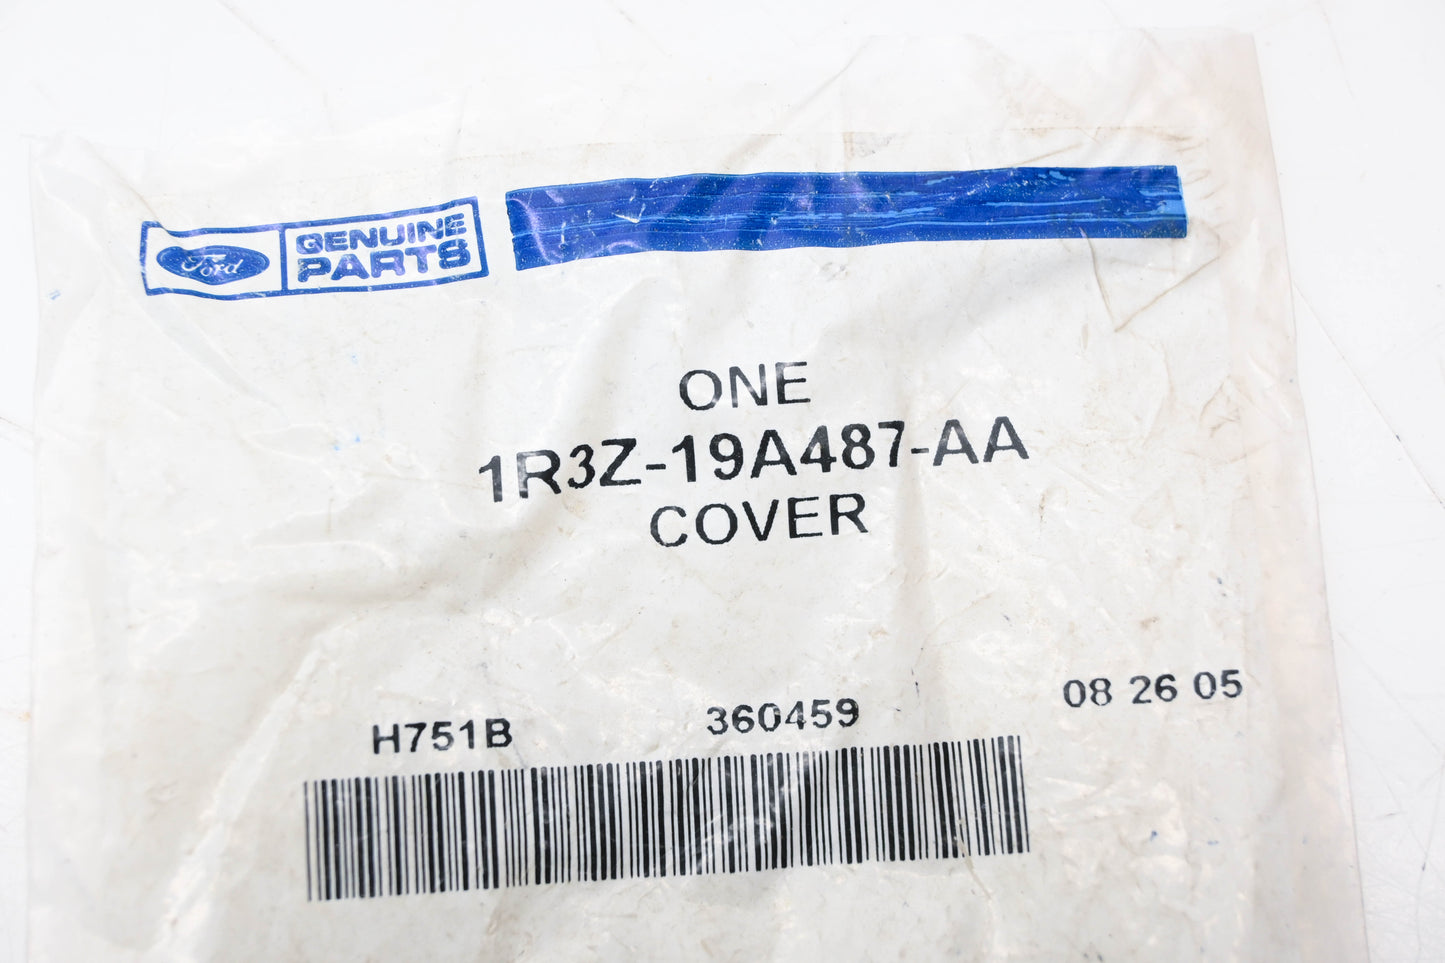 Ford
GENUINE
PARTS
ONE
1R3Z-19A487-AA
COVER
H751B 360459 08 26 05